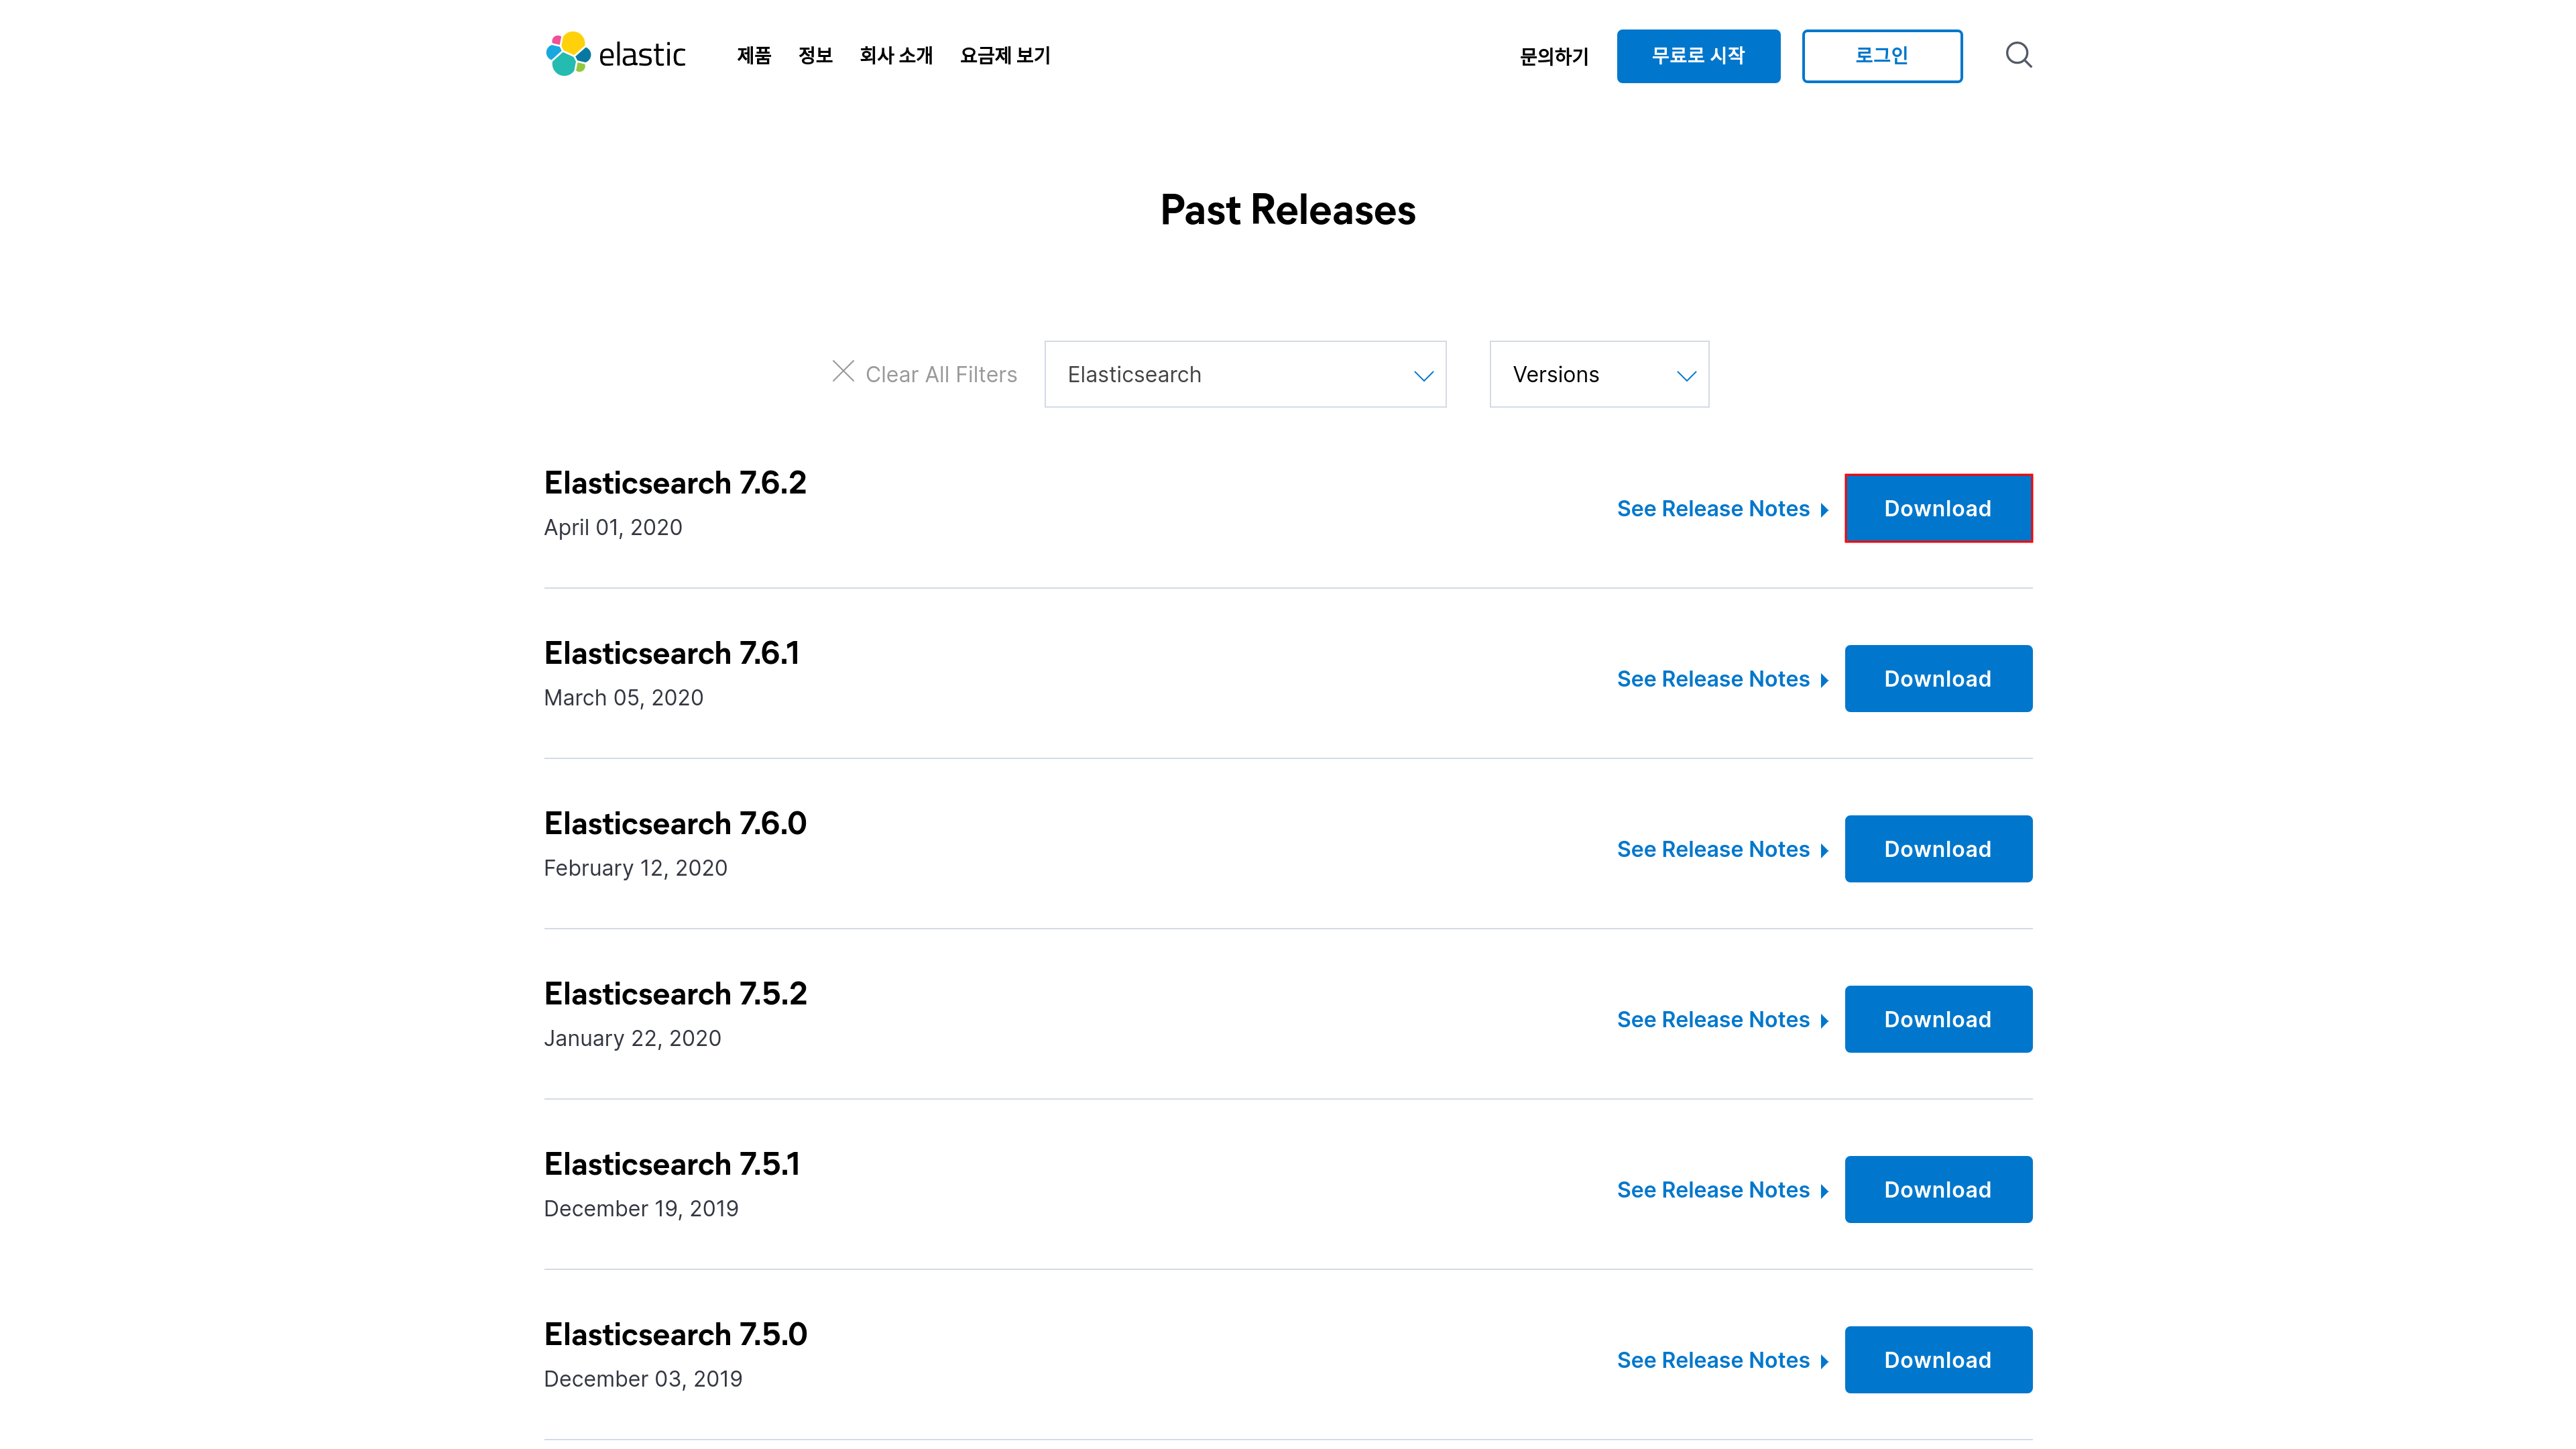 elastic 제품 정보 회사 소개 요금제 보기 문의하기 무료로 시작 로그인
Past Releases
Clear All Filters Elasticsearch Versions
Elasticsearch 7.6.2
April 01, 2020
See Release Notes Download
Elasticsearch 7.6.1
March 05, 2020
See Release Notes Download
Elasticsearch 7.6.0
February 12, 2020
See Release Notes Download
Elasticsearch 7.5.2
January 22, 2020
See Release Notes Download
Elasticsearch 7.5.1
December 19, 2019
See Release Notes Download
Elasticsearch 7.5.0
December 03, 2019
See Release Notes Download